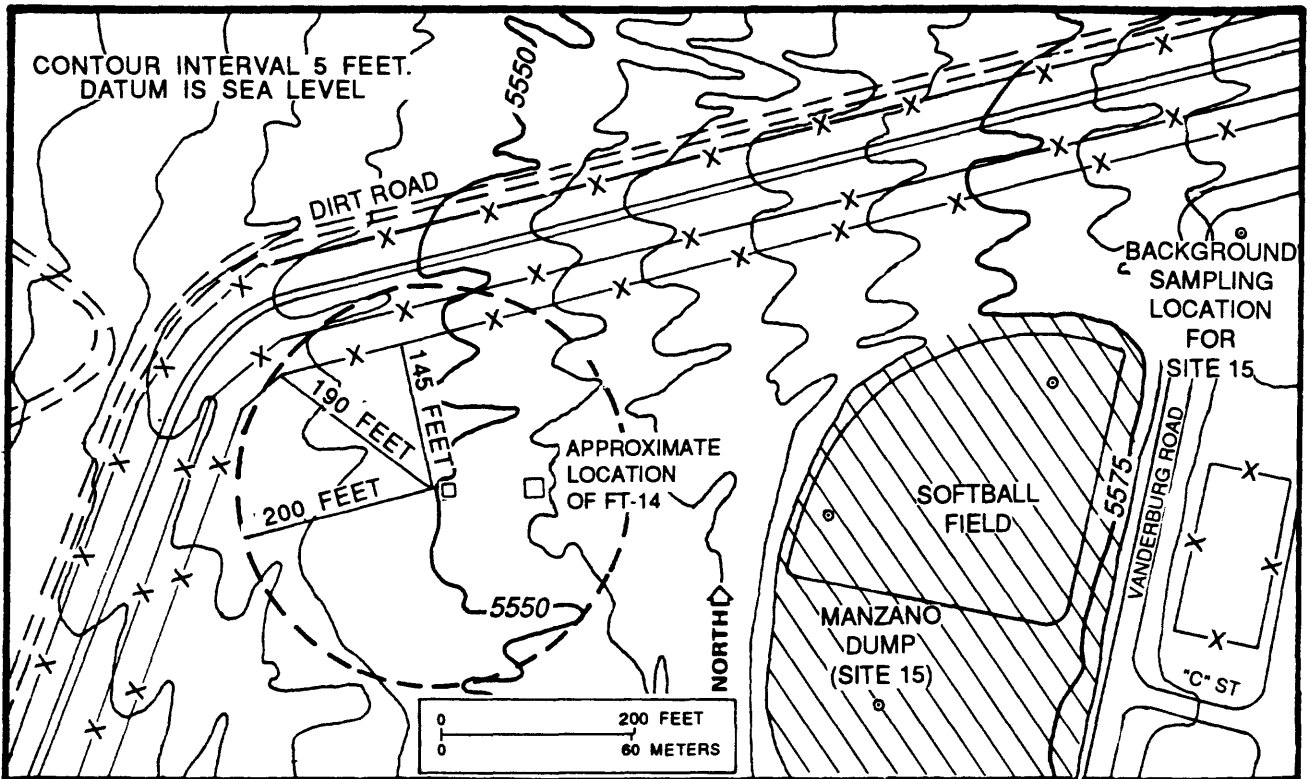 CONTOUR INTERVAL 5 FEET.
DATUM IS SEA LEVEL
5550
DIRT ROAD
BACKGROUND
SAMPLING
LOCATION
FOR
SITE 15
145 FEET
190 FEET
200 FEET
APPROXIMATE
LOCATION
OF FT-14
SOFTBALL
FIELD
5575
VANDERBURG ROAD
5550
NORTH
MANZANO
DUMP
(SITE 15)
"C" ST
0 200 FEET
0 60 METERS